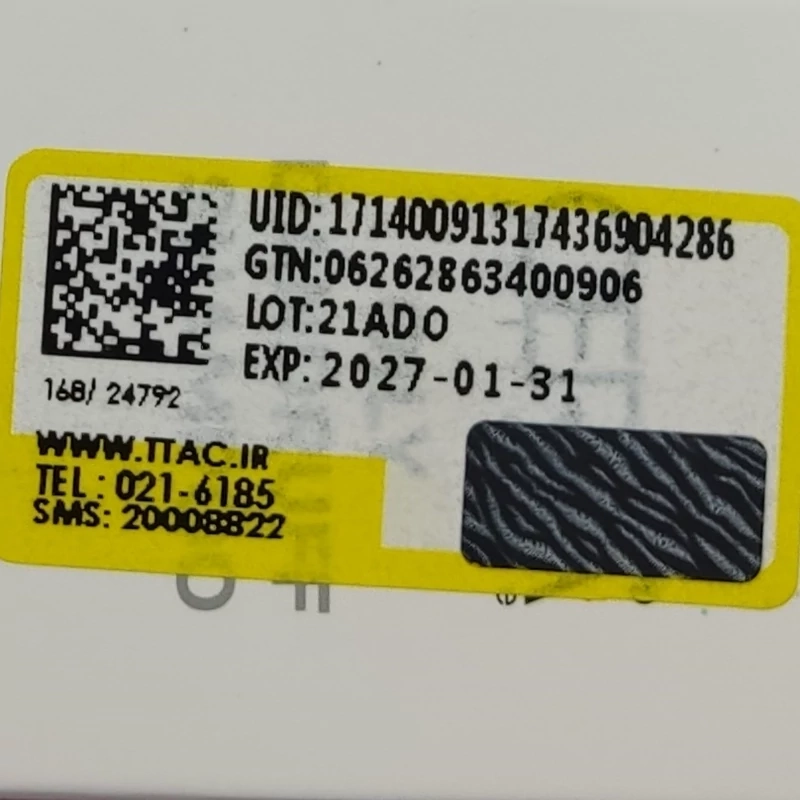 UID:17140091317436904286
GTN:06262863400906
LOT:21ADO
EXP:2027-01-31
168/ 24792
WWW.TTAC.IR
TEL: 021-6185
SMS: 20008822